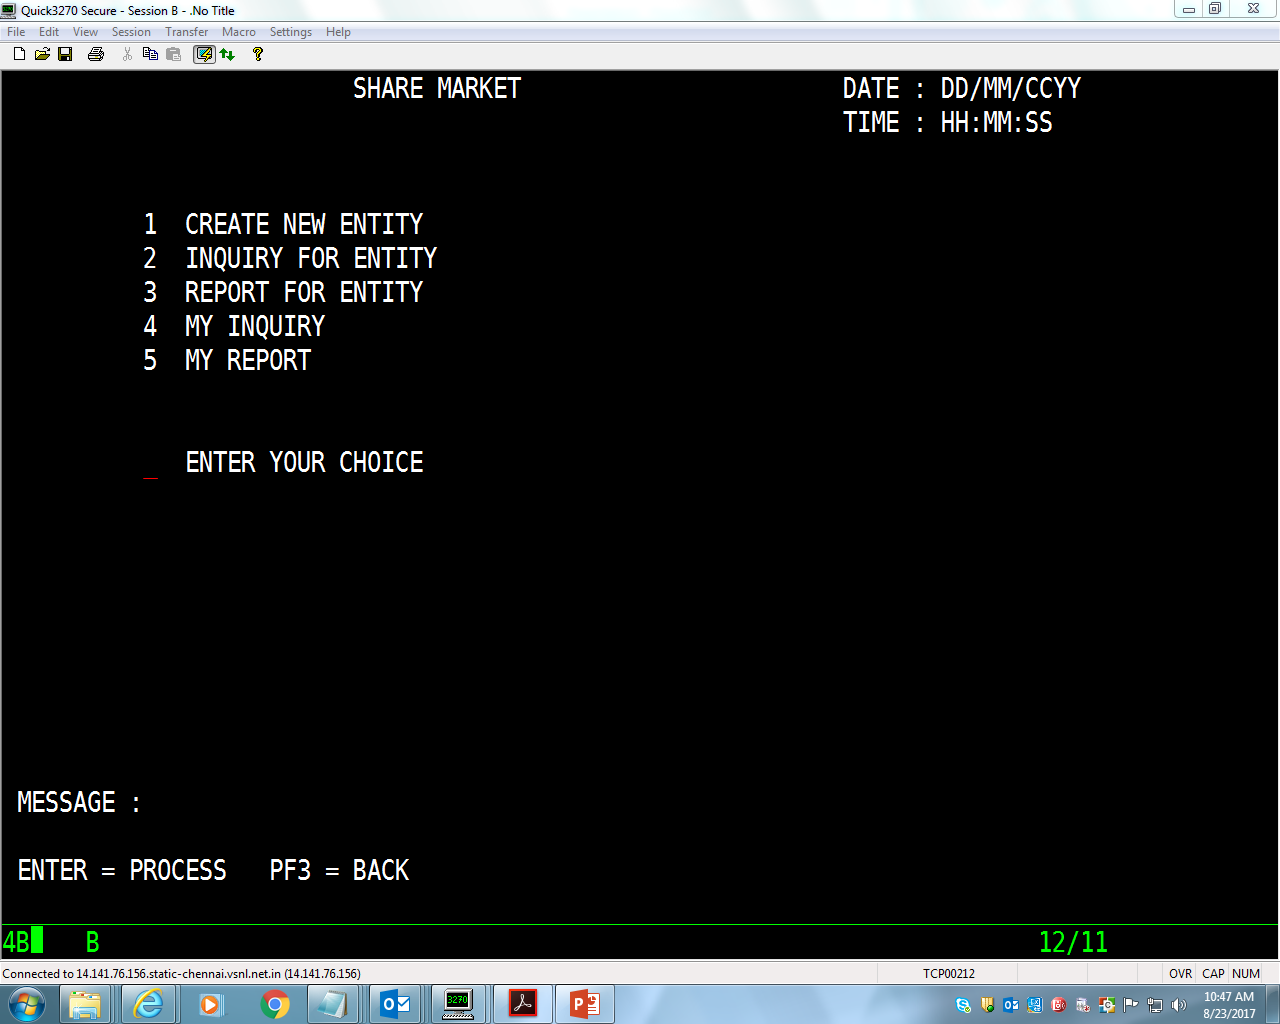 Quick3270 Secure - Session B - .No Title
File Edit View Session Transfer Macro Settings Help
SHARE MARKET DATE : DD/MM/CCYY
TIME : HH:MM:SS
1 CREATE NEW ENTITY
2 INQUIRY FOR ENTITY
3 REPORT FOR ENTITY
4 MY INQUIRY
5 MY REPORT
_ ENTER YOUR CHOICE
MESSAGE :
ENTER = PROCESS PF3 = BACK
4B B 12/11
Connected to 14.141.76.156.static-chennai.vsnl.net.in (14.141.76.156) TCP00212 OVR CAP NUM
3270
10:47 AM
8/23/2017